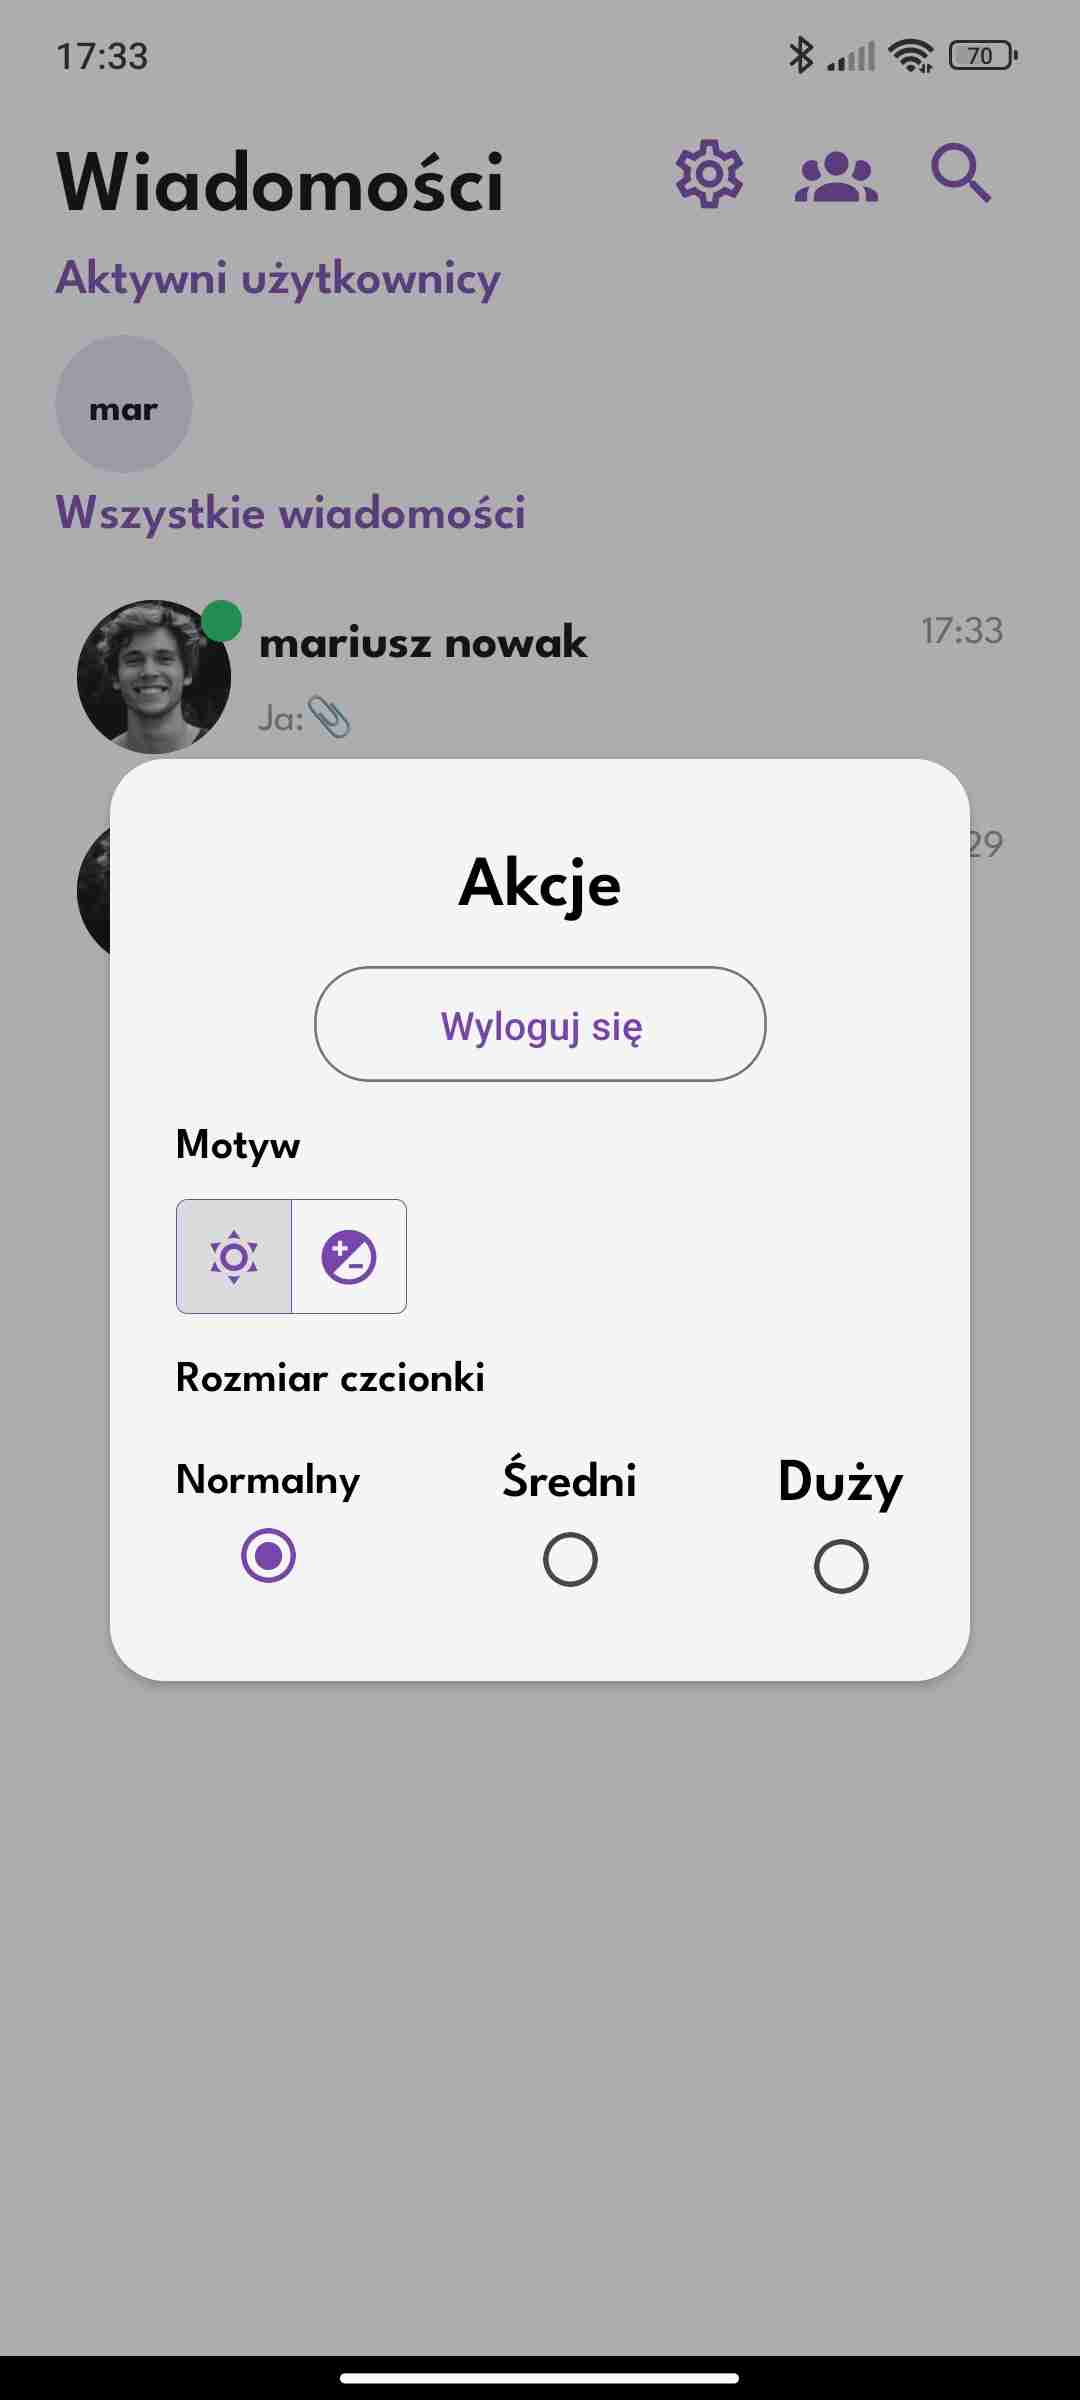 17:33
70
Wiadomości
Aktywni użytkownicy
mar
Wszystkie wiadomości
mariusz nowak
17:33
Ja:
29
Akcje
Wyloguj się
Motyw
Rozmiar czcionki
Normalny
Średni
Duży